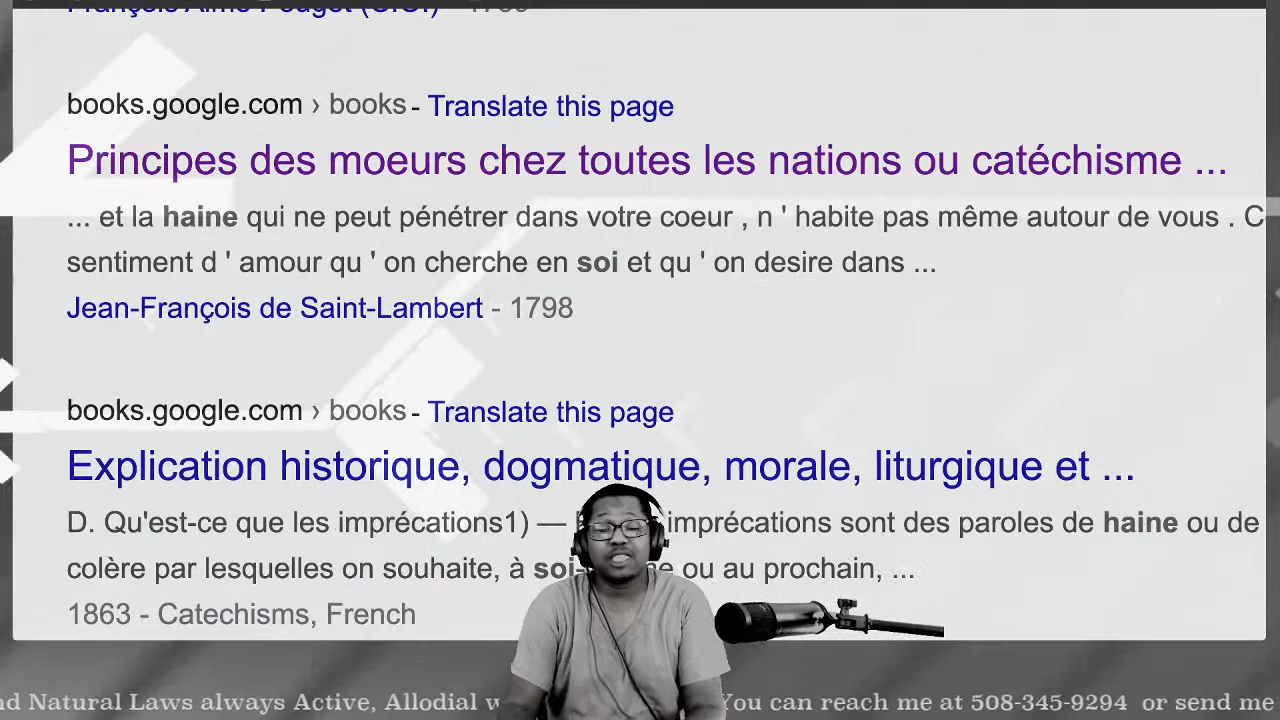 François Aimé Pouget (C.O.)
books.google.com › books - Translate this page
Principes des moeurs chez toutes les nations ou catéchisme ...
... et la haine qui ne peut pénétrer dans votre coeur , n ' habite pas même autour de vous . C
sentiment d ' amour qu ' on cherche en soi et qu ' on desire dans ...
Jean-François de Saint-Lambert - 1798
books.google.com › books - Translate this page
Explication historique, dogmatique, morale, liturgique et ...
D. Qu'est-ce que les imprécations1) — imprécations sont des paroles de haine ou de
colère par lesquelles on souhaite, à soi- ou au prochain, ...
1863 - Catechisms, French
nd Natural Laws always Active, Allodial w You can reach me at 508-345-9294 or send me